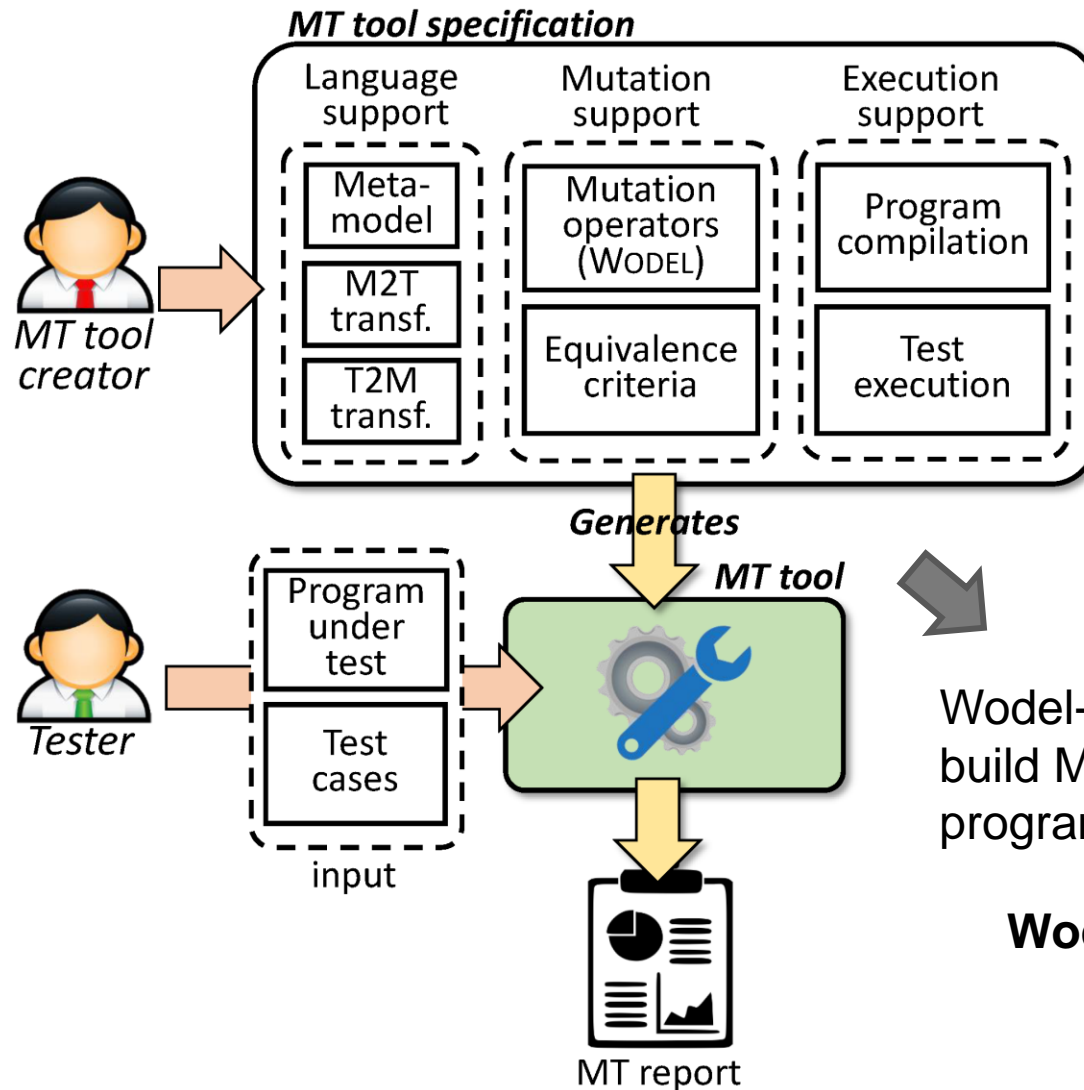 MT tool specification
Language
support
Mutation
support
Execution
support
Meta-
model
M2T
transf.
T2M
transf.
Mutation
operators
(WODEL)
Equivalence
criteria
Program
compilation
Test
execution
MT tool
creator
Generates
MT tool
Program
under
test
Test
cases
input
Tester
Wodel-
build M
program
Wo
MT report